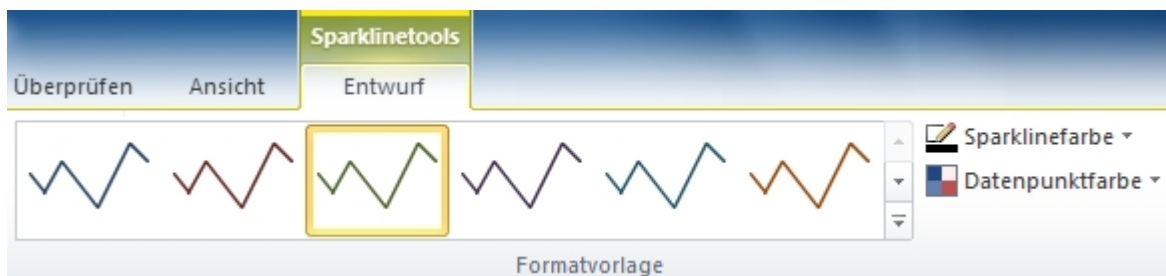 Sparklinetools
Überprüfen Ansicht Entwurf
Sparklinefarbe
Datenpunktfarbe
Formatvorlage